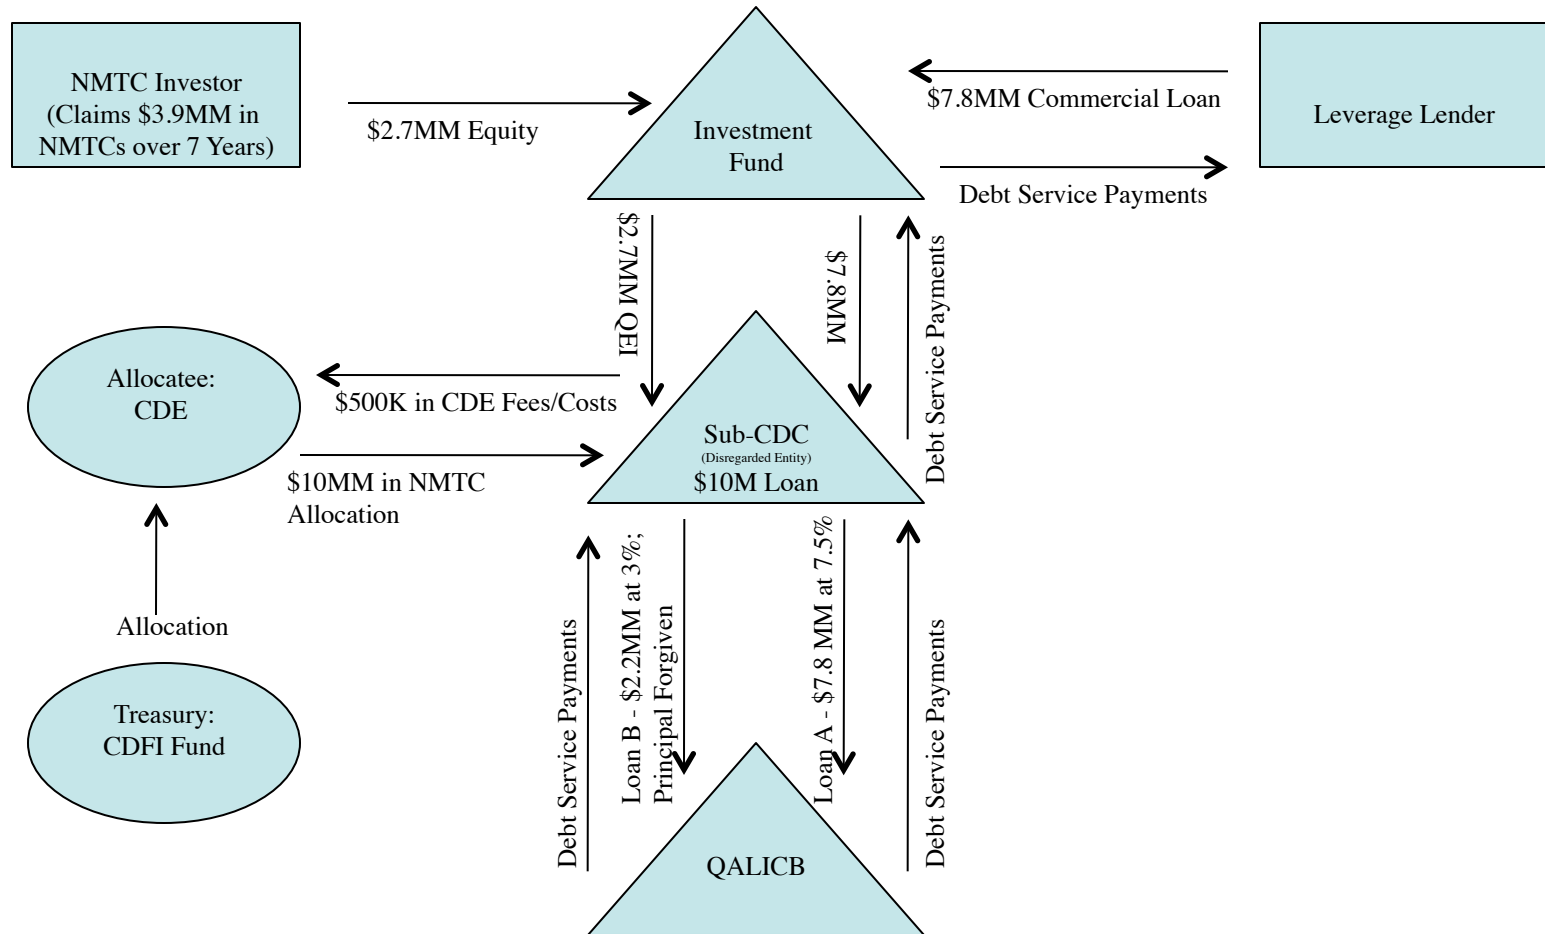 NMTC Investor
(Claims $3.9MM in
NMTCs over 7 Years)
$2.7MM Equity
Investment
Fund
$7.8MM Commercial Loan
Debt Service Payments
Leverage Lender
$2.7MM QEI
$7.8MM
Debt Service Payments
Allocatee:
CDE
$500K in CDE Fees/Costs
$10MM in NMTC
Allocation
Sub-CDC
(Disregarded Entity)
$10M Loan
Allocation
Treasury:
CDFI Fund
Debt Service Payments
Loan B - $2.2MM at 3%;
Principal Forgiven
Loan A - $7.8 MM at 7.5%
Debt Service Payments
QALICB